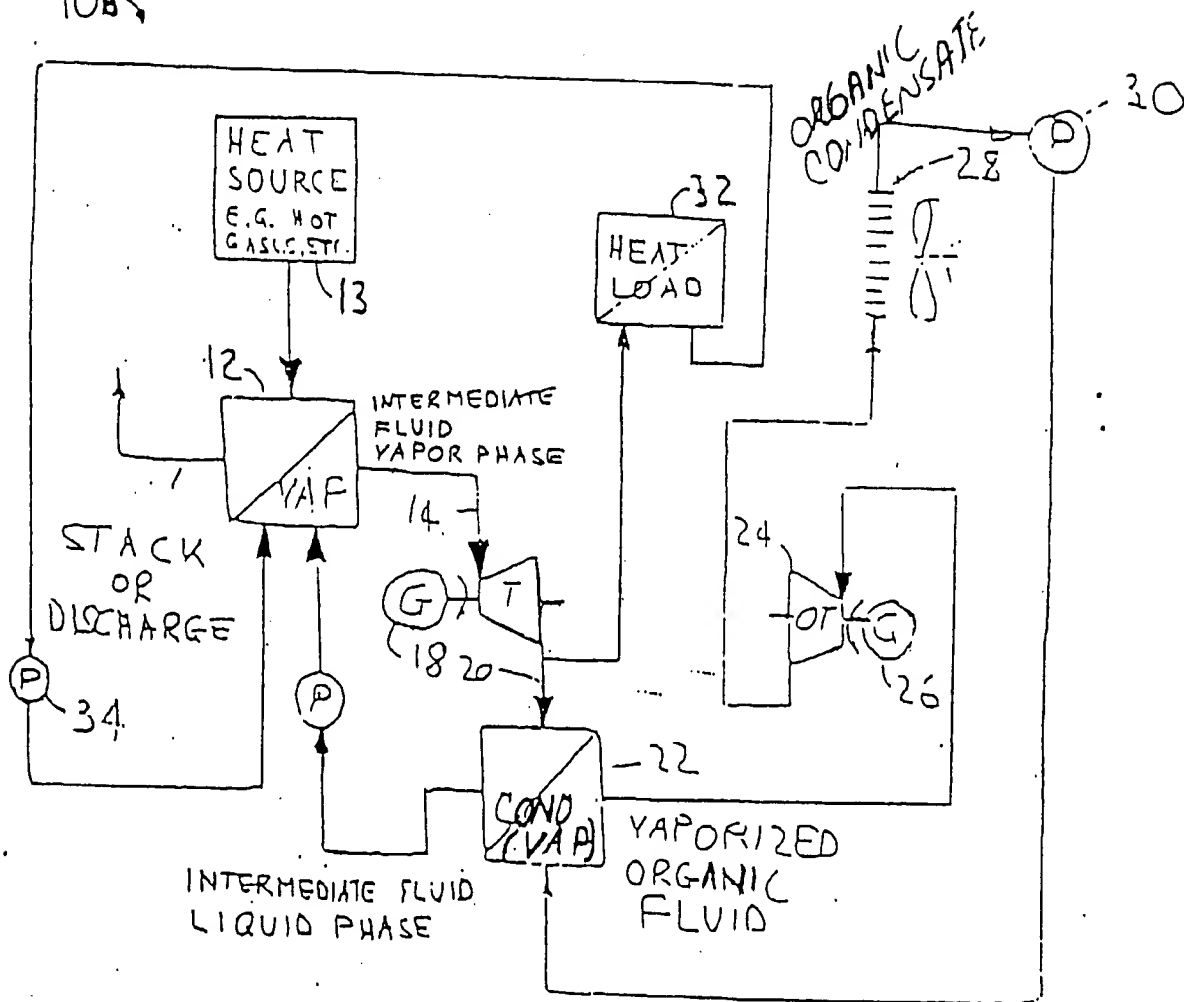 10B
ORGANIC
CONDENSATE
P
30
28
HEAT
SOURCE
E.G. HOT
GASES, ETC.
13
32
HEAT
LOAD
12
INTERMEDIATE
FLUID
VAPOR PHASE
VAP
14
STACK
OR
DISCHARGE
G
T
18
20
24
OT
G
26
P
34
P
22
COND
(VAP)
VAPORIZED
ORGANIC
FLUID
INTERMEDIATE FLUID
LIQUID PHASE